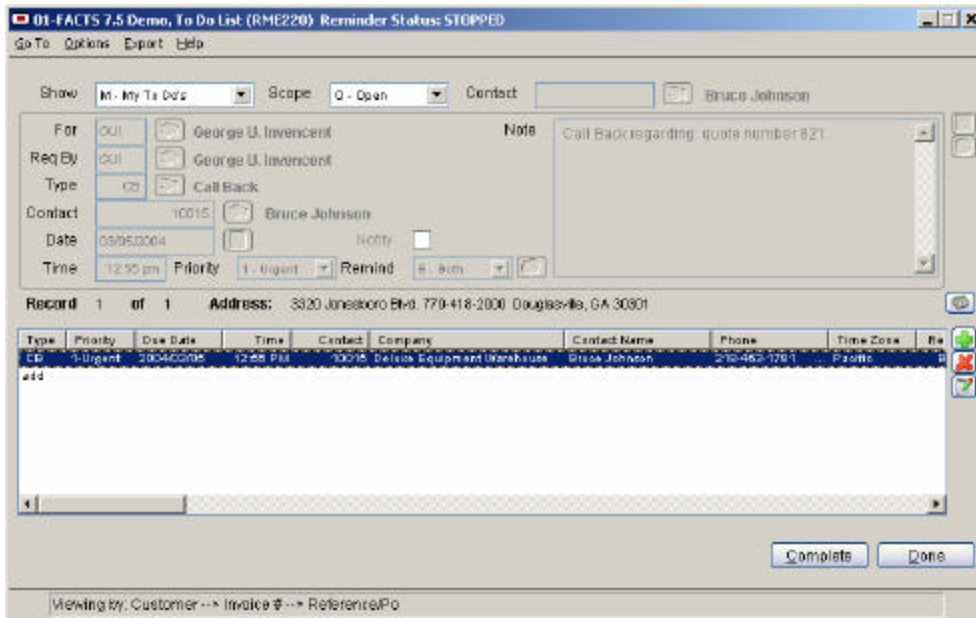 01-FACTS 7.5 Demo, To Do List (RME220) Reminder Status: STOPPED
Go To Options Export Help
Show M - My To Do's Scope O - Open Contact Bruce Johnson
For GUI George U. Invencent Note Call Back regarding: quote number 821
Req By GUI George U. Invencent
Type CB Call Back
Contact 10015 Bruce Johnson
Date 03/05/2004 Notify
Time 12:55 pm Priority 1 - Urgent Remind B - Both
Record 1 of 1 Address: 3320 Jonesboro Blvd. 770-418-2000 Douglasville, GA 30301
Type Priority Due Date Time Contact Company Contact Name Phone Time Zone Re
CB 1-Urgent 2004/03/05 12:55 PM 10015 Deluxe Equipment Warehouse Bruce Johnson ... Pacific B
add
Complete Done
Viewing by: Customer --> Invoice # --> Reference/Po